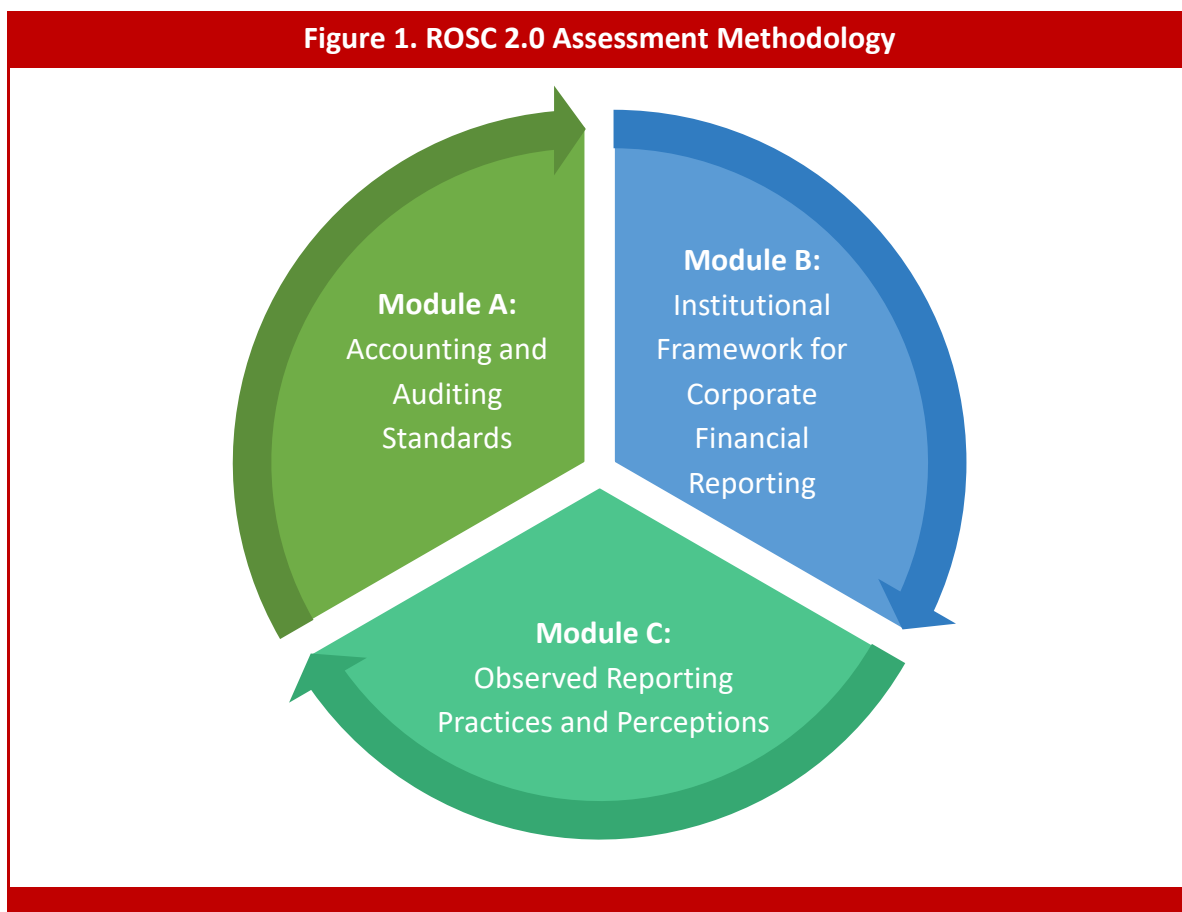 Figure 1. ROSC 2.0 Assessment Methodology
Module A:
Accounting and
Auditing
Standards
Module B:
Institutional
Framework for
Corporate
Financial
Reporting
Module C:
Observed Reporting
Practices and Perceptions